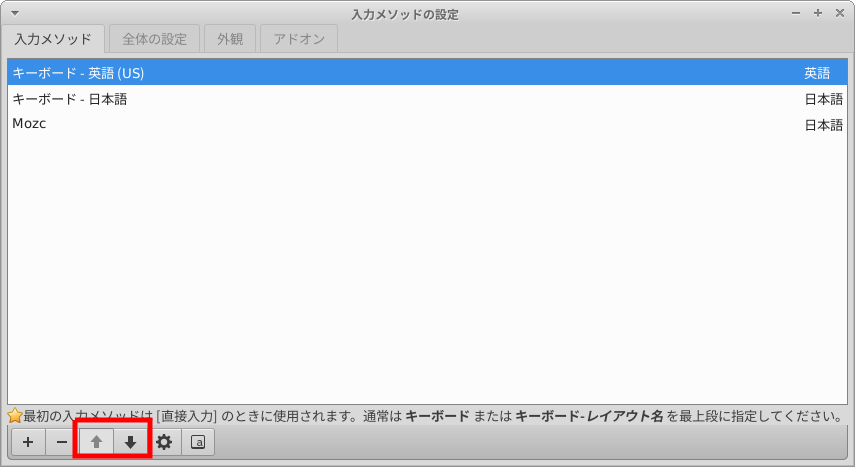 入力メソッドの設定
入力メソッド 全体の設定 外観 アドオン
キーボード - 英語 (US) 英語
キーボード - 日本語 日本語
Mozc 日本語
最初の入力メソッドは [直接入力] のときに使用されます。通常は キーボード または キーボード-レイアウト名 を最上段に指定してください。
a